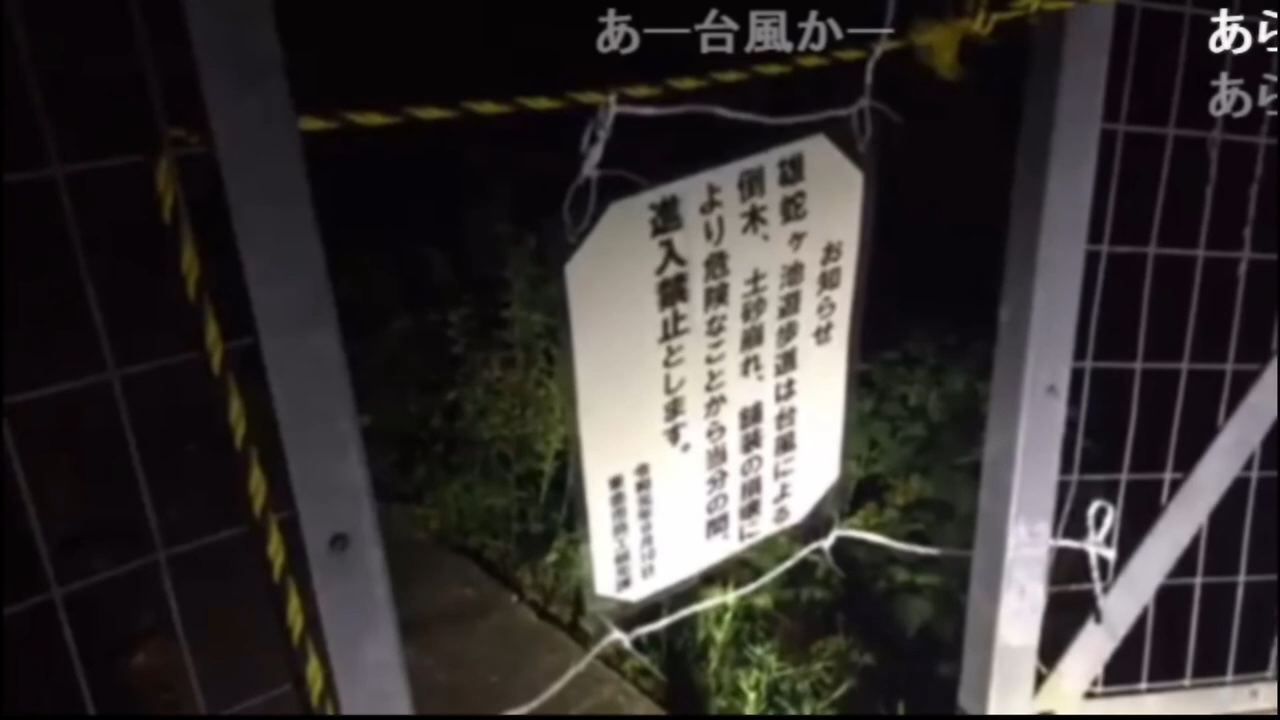 あー台風かー
あら
あら
お知らせ
雄蛇ヶ池遊歩道は台風による
倒木、土砂崩れ、舗装の損壊に
より危険なことから当分の間、
進入禁止とします。